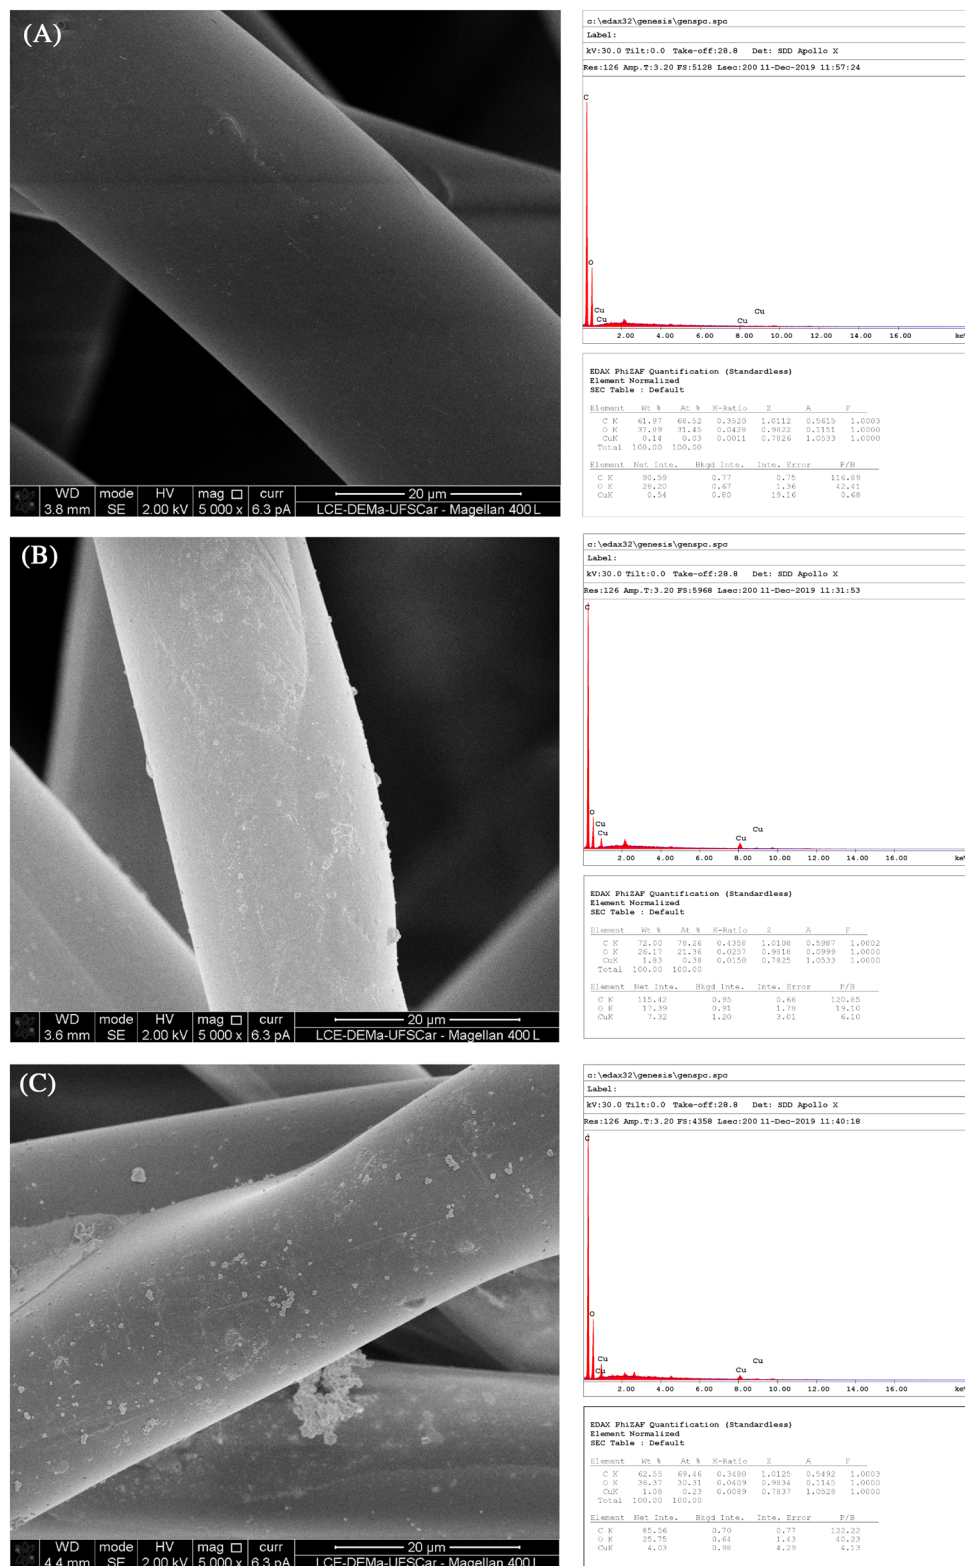 (A)
WD mode HV mag curr 20 µm
3.8 mm SE 2.00 kV 5 000 x 6.3 pA LCE-DEMa-UFSCar - Magellan 400 L
c:\edax32\genesis\genspc.spc
Label:
kV:30.0 Tilt:0.0 Take-off:28.8 Det: SDD Apollo X
Res:126 Amp.T:3.20 FS:5128 Lsec:200 11-Dec-2019 11:57:24
C
O
Cu
Cu
Cu
Cu
2.00 4.00 6.00 8.00 10.00 12.00 14.00 16.00 keV
EDAX PhiZAF Quantification (Standardless)
Element Normalized
SEC Table : Default
Element Wt % At % K-Ratio Z A F
C K 61.97 68.52 0.3520 1.0112 0.5615 1.0003
O K 37.89 31.45 0.0428 0.9822 0.1151 1.0000
CuK 0.14 0.03 0.0011 0.7826 1.0533 1.0000
Total 100.00 100.00
Element Net Inte. Bkgd Inte. Inte. Error P/B
C K 90.59 0.77 0.75 116.89
O K 28.20 0.67 1.36 42.41
CuK 0.54 0.80 19.16 0.68
(B)
WD mode HV mag curr 20 µm
3.6 mm SE 2.00 kV 5 000 x 6.3 pA LCE-DEMa-UFSCar - Magellan 400 L
c:\edax32\genesis\genspc.spc
Label:
kV:30.0 Tilt:0.0 Take-off:28.8 Det: SDD Apollo X
Res:126 Amp.T:3.20 FS:5968 Lsec:200 11-Dec-2019 11:31:53
C
O
Cu
Cu
Cu
Cu
2.00 4.00 6.00 8.00 10.00 12.00 14.00 16.00 keV
EDAX PhiZAF Quantification (Standardless)
Element Normalized
SEC Table : Default
Element Wt % At % K-Ratio Z A F
C K 72.00 78.26 0.4358 1.0108 0.5987 1.0002
O K 26.17 21.36 0.0257 0.9818 0.0999 1.0000
CuK 1.83 0.38 0.0150 0.7825 1.0533 1.0000
Total 100.00 100.00
Element Net Inte. Bkgd Inte. Inte. Error P/B
C K 115.42 0.95 0.66 120.85
O K 17.39 0.91 1.78 19.10
CuK 7.32 1.20 3.01 6.10
(C)
WD mode HV mag curr 20 µm
4.4 mm SE 2.00 kV 5 000 x 6.3 pA LCE-DEMa-UFSCar - Magellan 400 L
c:\edax32\genesis\genspc.spc
Label:
kV:30.0 Tilt:0.0 Take-off:28.8 Det: SDD Apollo X
Res:126 Amp.T:3.20 FS:4358 Lsec:200 11-Dec-2019 11:40:18
C
O
Cu
Cu
Cu
Cu
2.00 4.00 6.00 8.00 10.00 12.00 14.00 16.00 keV
EDAX PhiZAF Quantification (Standardless)
Element Normalized
SEC Table : Default
Element Wt % At % K-Ratio Z A F
C K 62.55 69.46 0.3480 1.0125 0.5492 1.0003
O K 36.37 30.31 0.0409 0.9834 0.1145 1.0000
CuK 1.08 0.23 0.0089 0.7837 1.0528 1.0000
Total 100.00 100.00
Element Net Inte. Bkgd Inte. Inte. Error P/B
C K 85.56 0.70 0.77 122.22
O K 25.75 0.64 1.43 40.23
CuK 4.03 0.98 4.29 4.13